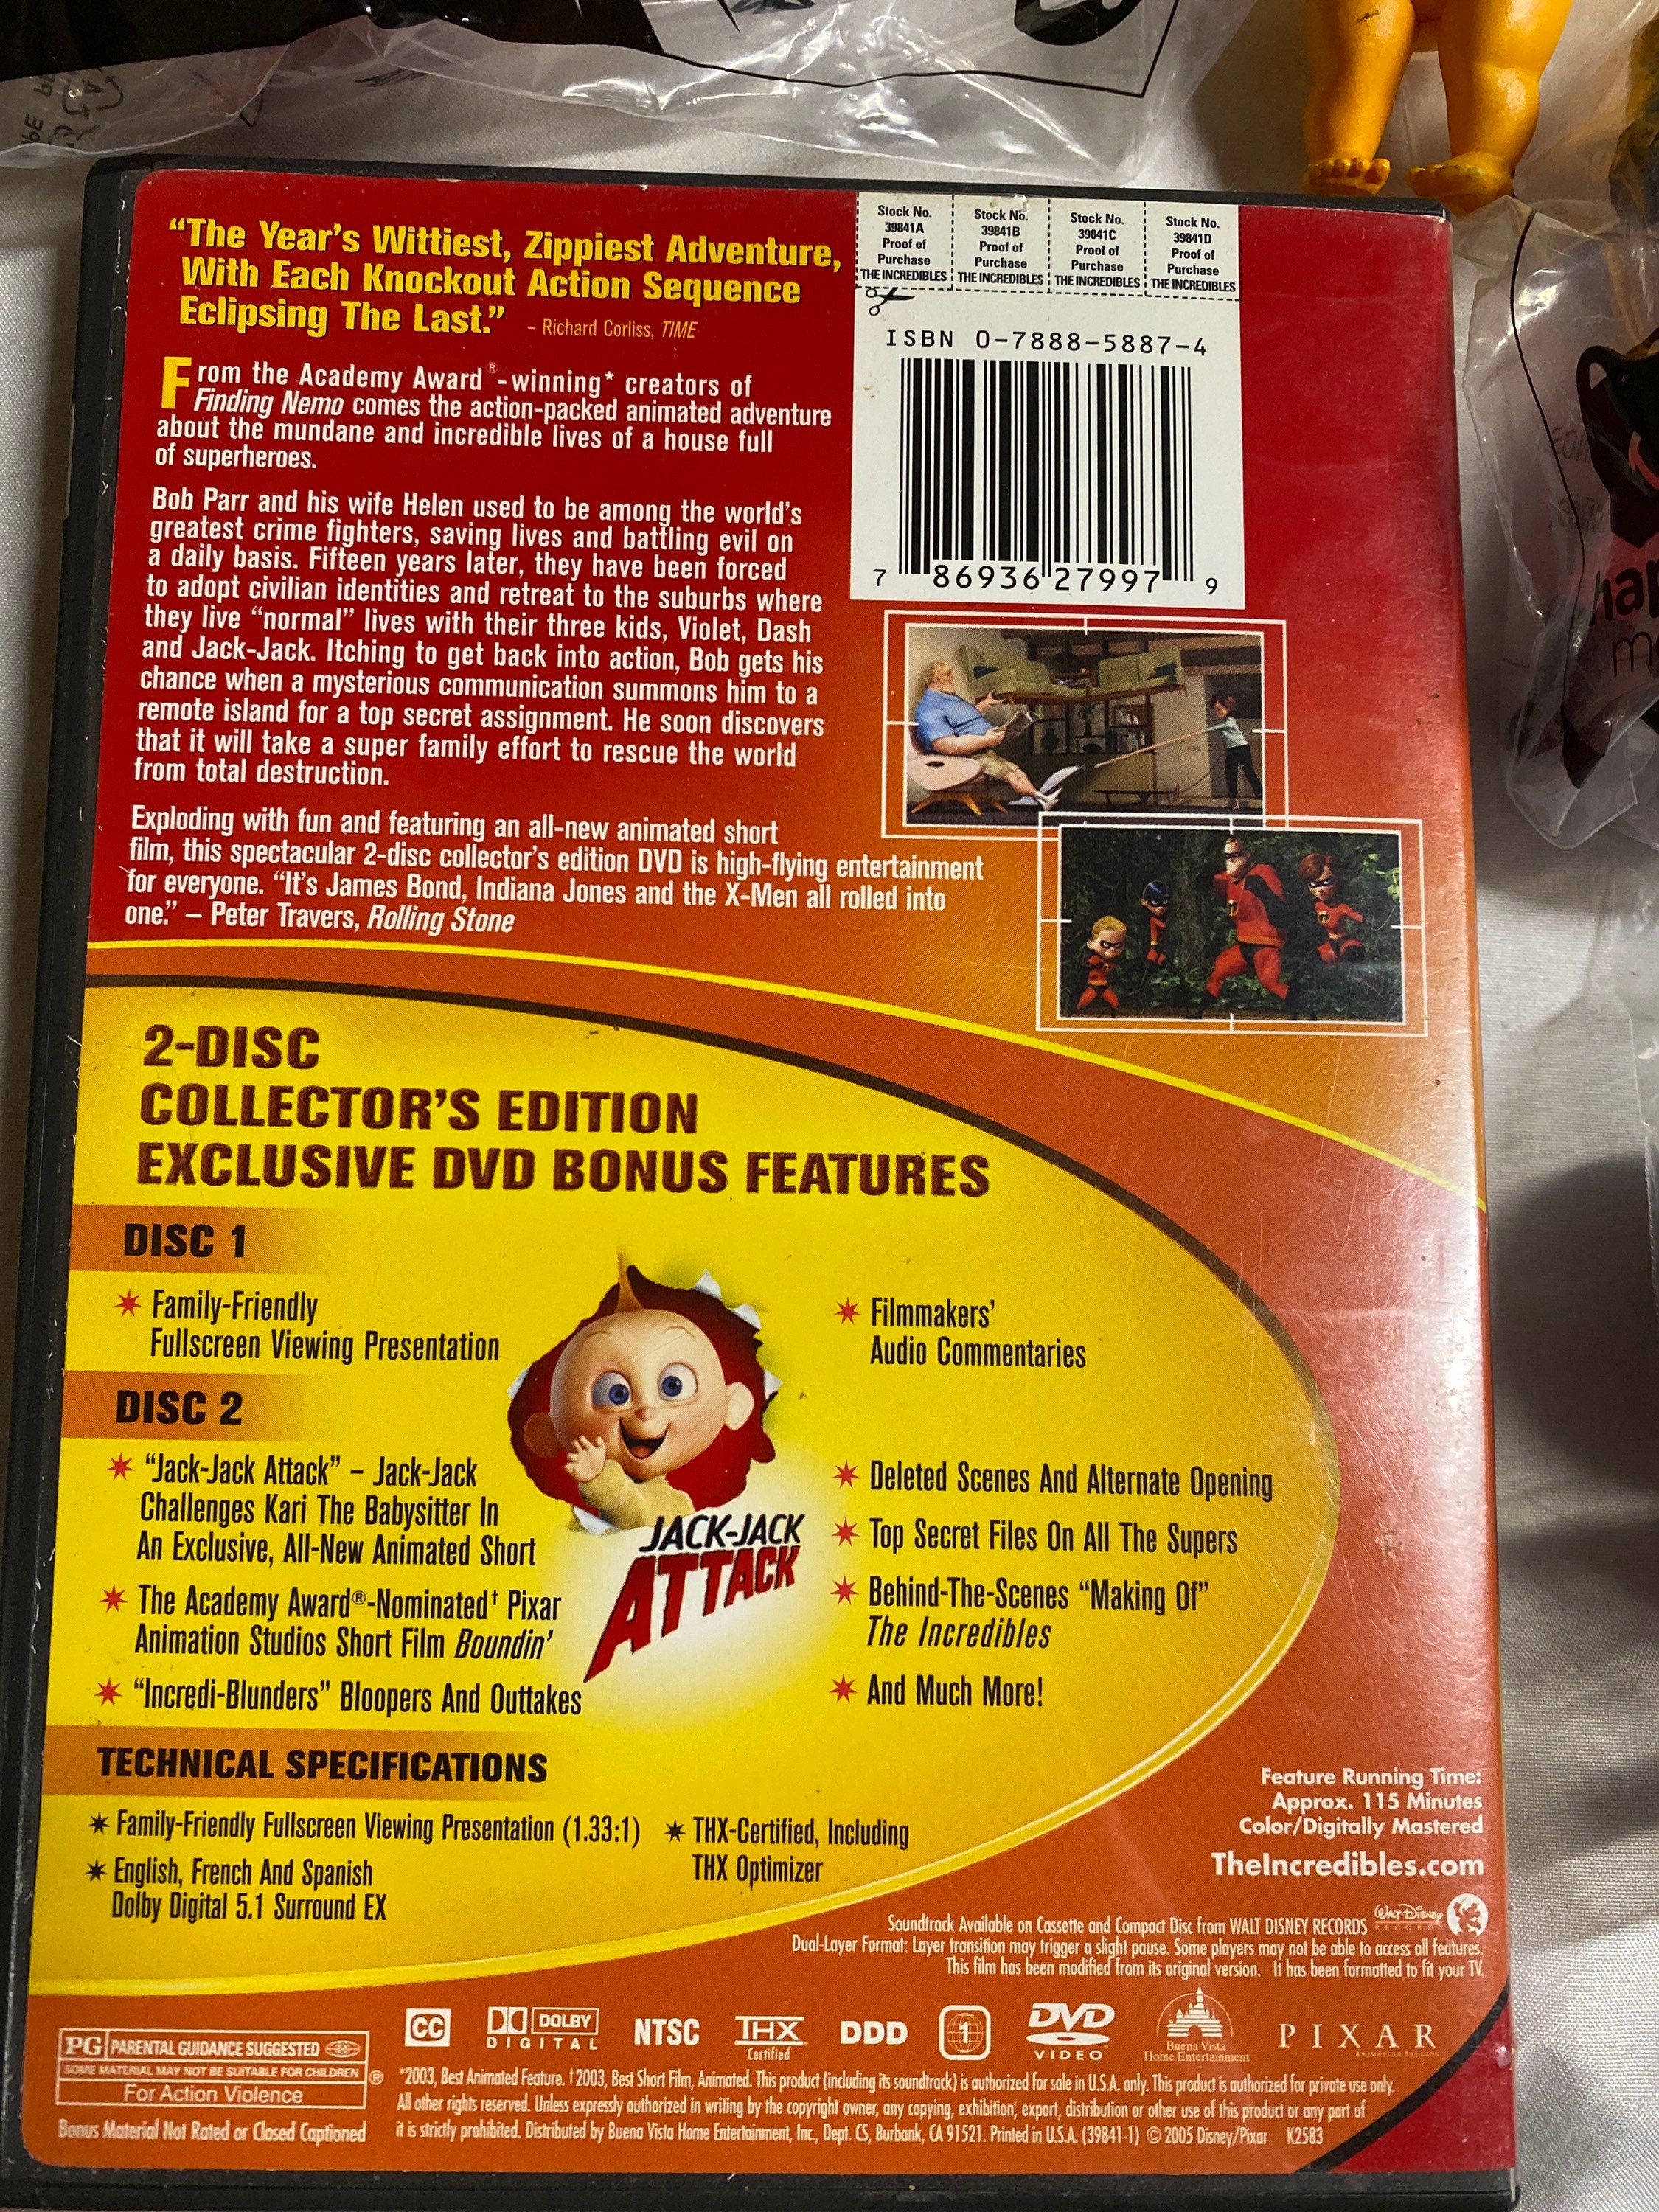 “The Year's Wittiest, Zippiest Adventure,
With Each Knockout Action Sequence
Eclipsing The Last.” – Richard Corliss, TIME
Stock No.
39841A
Proof of
Purchase
THE INCREDIBLES
Stock No.
39841B
Proof of
Purchase
THE INCREDIBLES
Stock No.
39841C
Proof of
Purchase
THE INCREDIBLES
Stock No.
39841D
Proof of
Purchase
THE INCREDIBLES
ISBN 0-7888-5887-4
7 86936 27997 9
From the Academy Award®-winning* creators of
Finding Nemo comes the action-packed animated adventure
about the mundane and incredible lives of a house full
of superheroes.
Bob Parr and his wife Helen used to be among the world's
greatest crime fighters, saving lives and battling evil on
a daily basis. Fifteen years later, they have been forced
to adopt civilian identities and retreat to the suburbs where
they live “normal” lives with their three kids, Violet, Dash
and Jack-Jack. Itching to get back into action, Bob gets his
chance when a mysterious communication summons him to a
remote island for a top secret assignment. He soon discovers
that it will take a super family effort to rescue the world
from total destruction.
Exploding with fun and featuring an all-new animated short
film, this spectacular 2-disc collector's edition DVD is high-flying entertainment
for everyone. “It's James Bond, Indiana Jones and the X-Men all rolled into
one.” – Peter Travers, Rolling Stone
2-DISC
COLLECTOR'S EDITION
EXCLUSIVE DVD BONUS FEATURES
DISC 1
Family-Friendly
Fullscreen Viewing Presentation
Filmmakers'
Audio Commentaries
DISC 2
“Jack-Jack Attack” – Jack-Jack
Challenges Kari The Babysitter In
An Exclusive, All-New Animated Short
The Academy Award®-Nominated† Pixar
Animation Studios Short Film Boundin'
“Incredi-Blunders” Bloopers And Outtakes
JACK-JACK
ATTACK
Deleted Scenes And Alternate Opening
Top Secret Files On All The Supers
Behind-The-Scenes “Making Of”
The Incredibles
And Much More!
TECHNICAL SPECIFICATIONS
Family-Friendly Fullscreen Viewing Presentation (1.33:1)
English, French And Spanish
Dolby Digital 5.1 Surround EX
THX-Certified, Including
THX Optimizer
Feature Running Time:
Approx. 115 Minutes
Color/Digitally Mastered
TheIncredibles.com
Soundtrack Available on Cassette and Compact Disc from WALT DISNEY RECORDS
Walt Disney
RECORDS
Dual-Layer Format: Layer transition may trigger a slight pause. Some players may not be able to access all features.
This film has been modified from its original version. It has been formatted to fit your TV.
PG PARENTAL GUIDANCE SUGGESTED
SOME MATERIAL MAY NOT BE SUITABLE FOR CHILDREN ®
For Action Violence
Bonus Material Not Rated or Closed Captioned
CC
DOLBY
DIGITAL
NTSC
THX
Certified
DDD
1
DVD
VIDEO
Buena Vista
Home Entertainment
PIXAR
ANIMATION STUDIOS
*2003, Best Animated Feature. †2003, Best Short Film, Animated. This product (including its soundtrack) is authorized for sale in U.S.A. only. This product is authorized for private use only.
All other rights reserved. Unless expressly authorized in writing by the copyright owner, any copying, exhibition, export, distribution or other use of this product or any part of
it is strictly prohibited. Distributed by Buena Vista Home Entertainment, Inc., Dept. CS, Burbank, CA 91521. Printed in U.S.A. (39841-1) © 2005 Disney/Pixar K2583